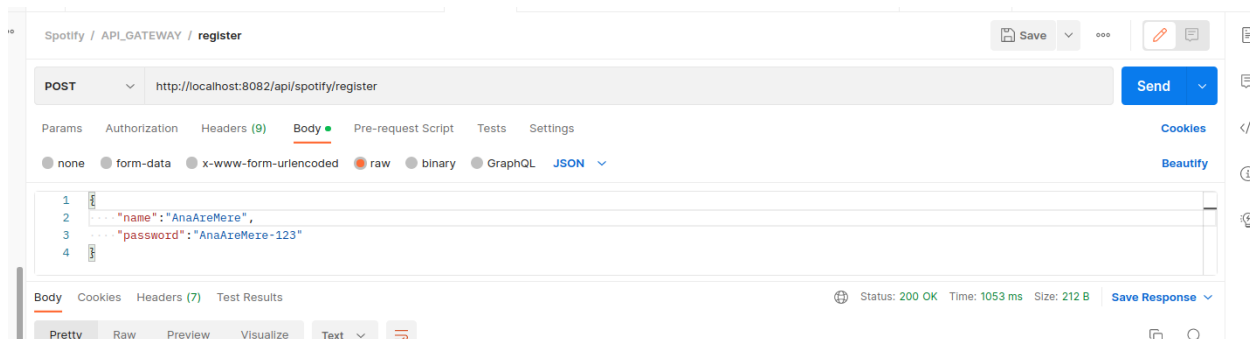 Spotify / API_GATEWAY / register Save
POST http://localhost:8082/api/spotify/register Send
Params Authorization Headers (9) Body Pre-request Script Tests Settings Cookies
none form-data x-www-form-urlencoded raw binary GraphQL JSON Beautify
1 {
2 "name":"AnaAreMere",
3 "password":"AnaAreMere-123"
4 }
Body Cookies Headers (7) Test Results Status: 200 OK Time: 1053 ms Size: 212 B Save Response
Pretty Raw Preview Visualize Text